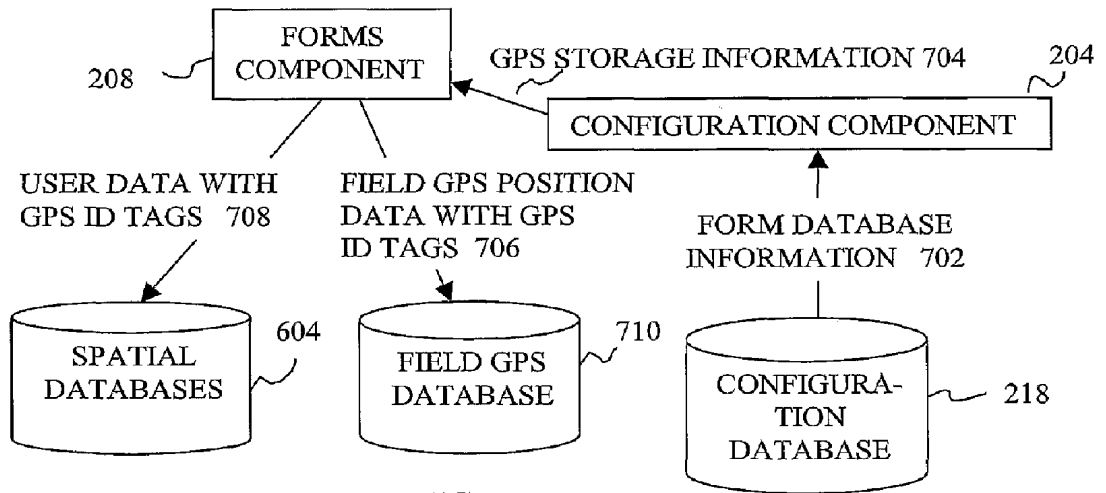 FORMS
COMPONENT
208
GPS STORAGE INFORMATION 704
204
CONFIGURATION COMPONENT
USER DATA WITH
GPS ID TAGS 708
FIELD GPS POSITION
DATA WITH GPS
ID TAGS 706
FORM DATABASE
INFORMATION 702
SPATIAL
DATABASES
604
FIELD GPS
DATABASE
710
CONFIGURA-
TION
DATABASE
218